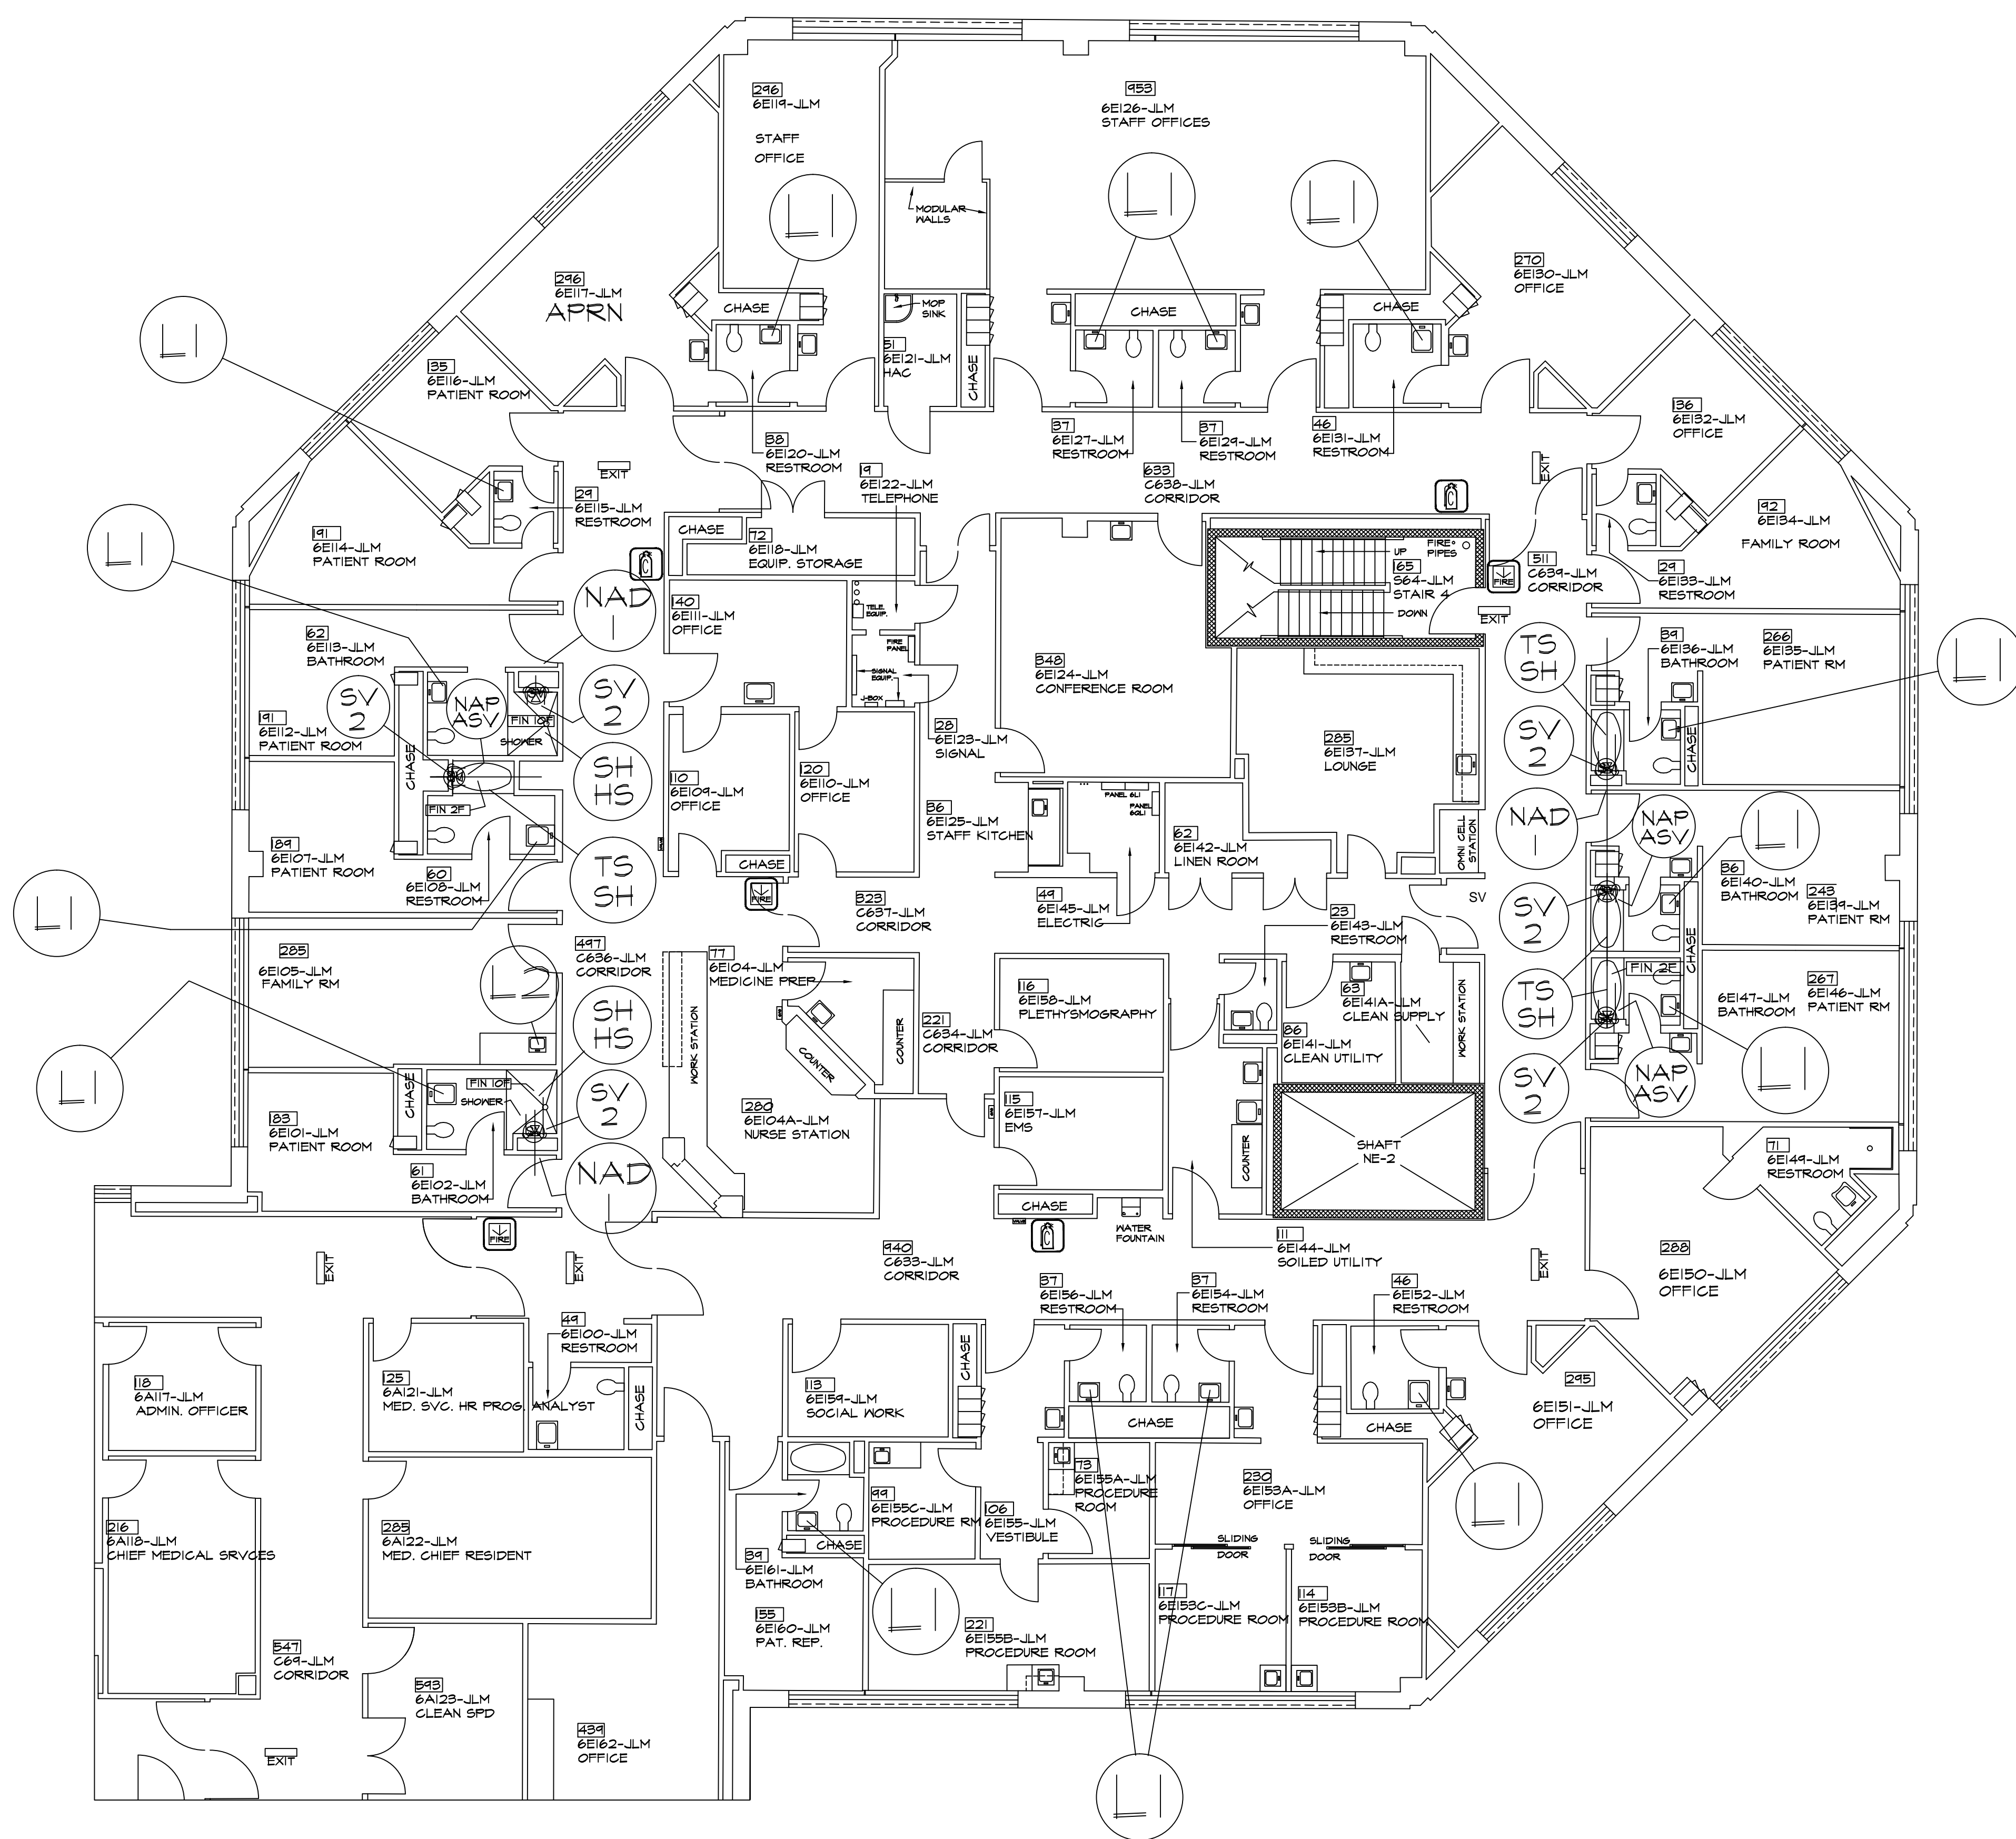 296
6E119-JLM
STAFF
OFFICE
953
6E126-JLM
STAFF OFFICES
L1
L1
L1
MODULAR
WALLS
296
6E117-JLM
APRN
270
6E130-JLM
OFFICE
CHASE
MOP
SINK
CHASE
CHASE
L1
51
6E121-JLM
HAC
CHASE
135
6E116-JLM
PATIENT ROOM
136
6E132-JLM
OFFICE
38
6E120-JLM
RESTROOM
37
6E127-JLM
RESTROOM
37
6E129-JLM
RESTROOM
46
6E131-JLM
RESTROOM
EXIT
19
6E122-JLM
TELEPHONE
633
C638-JLM
CORRIDOR
EXIT
29
6E115-JLM
RESTROOM
192
6E134-JLM
FAMILY ROOM
L1
191
6E114-JLM
PATIENT ROOM
CHASE
72
6E118-JLM
EQUIP. STORAGE
UP
FIRE
PIPES
165
S64-JLM
STAIR 4
DOWN
FIRE
511
C639-JLM
CORRIDOR
29
6E133-JLM
RESTROOM
C
C
NAD
1
140
6E111-JLM
OFFICE
TELE.
EQUIP.
FIRE
PANEL
SIGNAL
EQUIP.
J-BOX
EXIT
62
6E113-JLM
BATHROOM
348
6E124-JLM
CONFERENCE ROOM
TS
SH
39
6E136-JLM
BATHROOM
266
6E135-JLM
PATIENT RM
L1
SV
2
NAP
ASV
SV
2
SV
FIN 10F
SHOWER
191
6E112-JLM
PATIENT ROOM
CHASE
28
6E123-JLM
SIGNAL
285
6E137-JLM
LOUNGE
SV
2
CHASE
SH
HS
110
6E109-JLM
OFFICE
120
6E110-JLM
OFFICE
36
6E125-JLM
STAFF KITCHEN
PANEL 6L1
PANEL
6GL1
62
6E142-JLM
LINEN ROOM
OMNI CELL
STATION
NAD
1
NAP
ASV
L1
FIN 2F
189
6E107-JLM
PATIENT ROOM
TS
SH
CHASE
60
6E108-JLM
RESTROOM
FIRE
36
6E140-JLM
BATHROOM
243
6E139-JLM
PATIENT RM
L1
323
C637-JLM
CORRIDOR
49
6E145-JLM
ELECTRIC
23
6E143-JLM
RESTROOM
SV
SV
2
CHASE
285
6E105-JLM
FAMILY RM
497
C636-JLM
CORRIDOR
77
6E104-JLM
MEDICINE PREP
L2
116
6E158-JLM
PLETHYSMOGRAPHY
63
6E141A-JLM
CLEAN SUPPLY
TS
SH
FIN 2F
6E147-JLM
BATHROOM
267
6E146-JLM
PATIENT RM
SH
HS
WORK STATION
COUNTER
COUNTER
221
C634-JLM
CORRIDOR
86
6E141-JLM
CLEAN UTILITY
WORK STATION
L1
CHASE
FIN 10F
SHOWER
SV
SV
2
SV
2
NAP
ASV
L1
183
6E101-JLM
PATIENT ROOM
280
6E104A-JLM
NURSE STATION
115
6E157-JLM
EMS
COUNTER
SHAFT
NE-2
71
6E149-JLM
RESTROOM
61
6E102-JLM
BATHROOM
NAD
1
CHASE
WATER
FOUNTAIN
FIRE
C
EXIT
EXIT
940
C633-JLM
CORRIDOR
111
6E144-JLM
SOILED UTILITY
EXIT
288
6E150-JLM
OFFICE
37
6E156-JLM
RESTROOM
37
6E154-JLM
RESTROOM
46
6E152-JLM
RESTROOM
49
6E100-JLM
RESTROOM
118
6A117-JLM
ADMIN. OFFICER
125
6A121-JLM
MED. SVC. HR PROG. ANALYST
CHASE
113
6E159-JLM
SOCIAL WORK
CHASE
CHASE
CHASE
295
6E151-JLM
OFFICE
99
6E155C-JLM
PROCEDURE RM
73
6E155A-JLM
PROCEDURE
ROOM
230
6E153A-JLM
OFFICE
106
6E155-JLM
VESTIBULE
L1
216
6A118-JLM
CHIEF MEDICAL SRVCES
285
6A122-JLM
MED. CHIEF RESIDENT
CHASE
SLIDING
DOOR
SLIDING
DOOR
39
6E161-JLM
BATHROOM
L1
117
6E153C-JLM
PROCEDURE ROOM
114
6E153B-JLM
PROCEDURE ROOM
155
6E160-JLM
PAT. REP.
221
6E155B-JLM
PROCEDURE ROOM
547
C69-JLM
CORRIDOR
593
6A123-JLM
CLEAN SPD
439
6E162-JLM
OFFICE
EXIT
L1